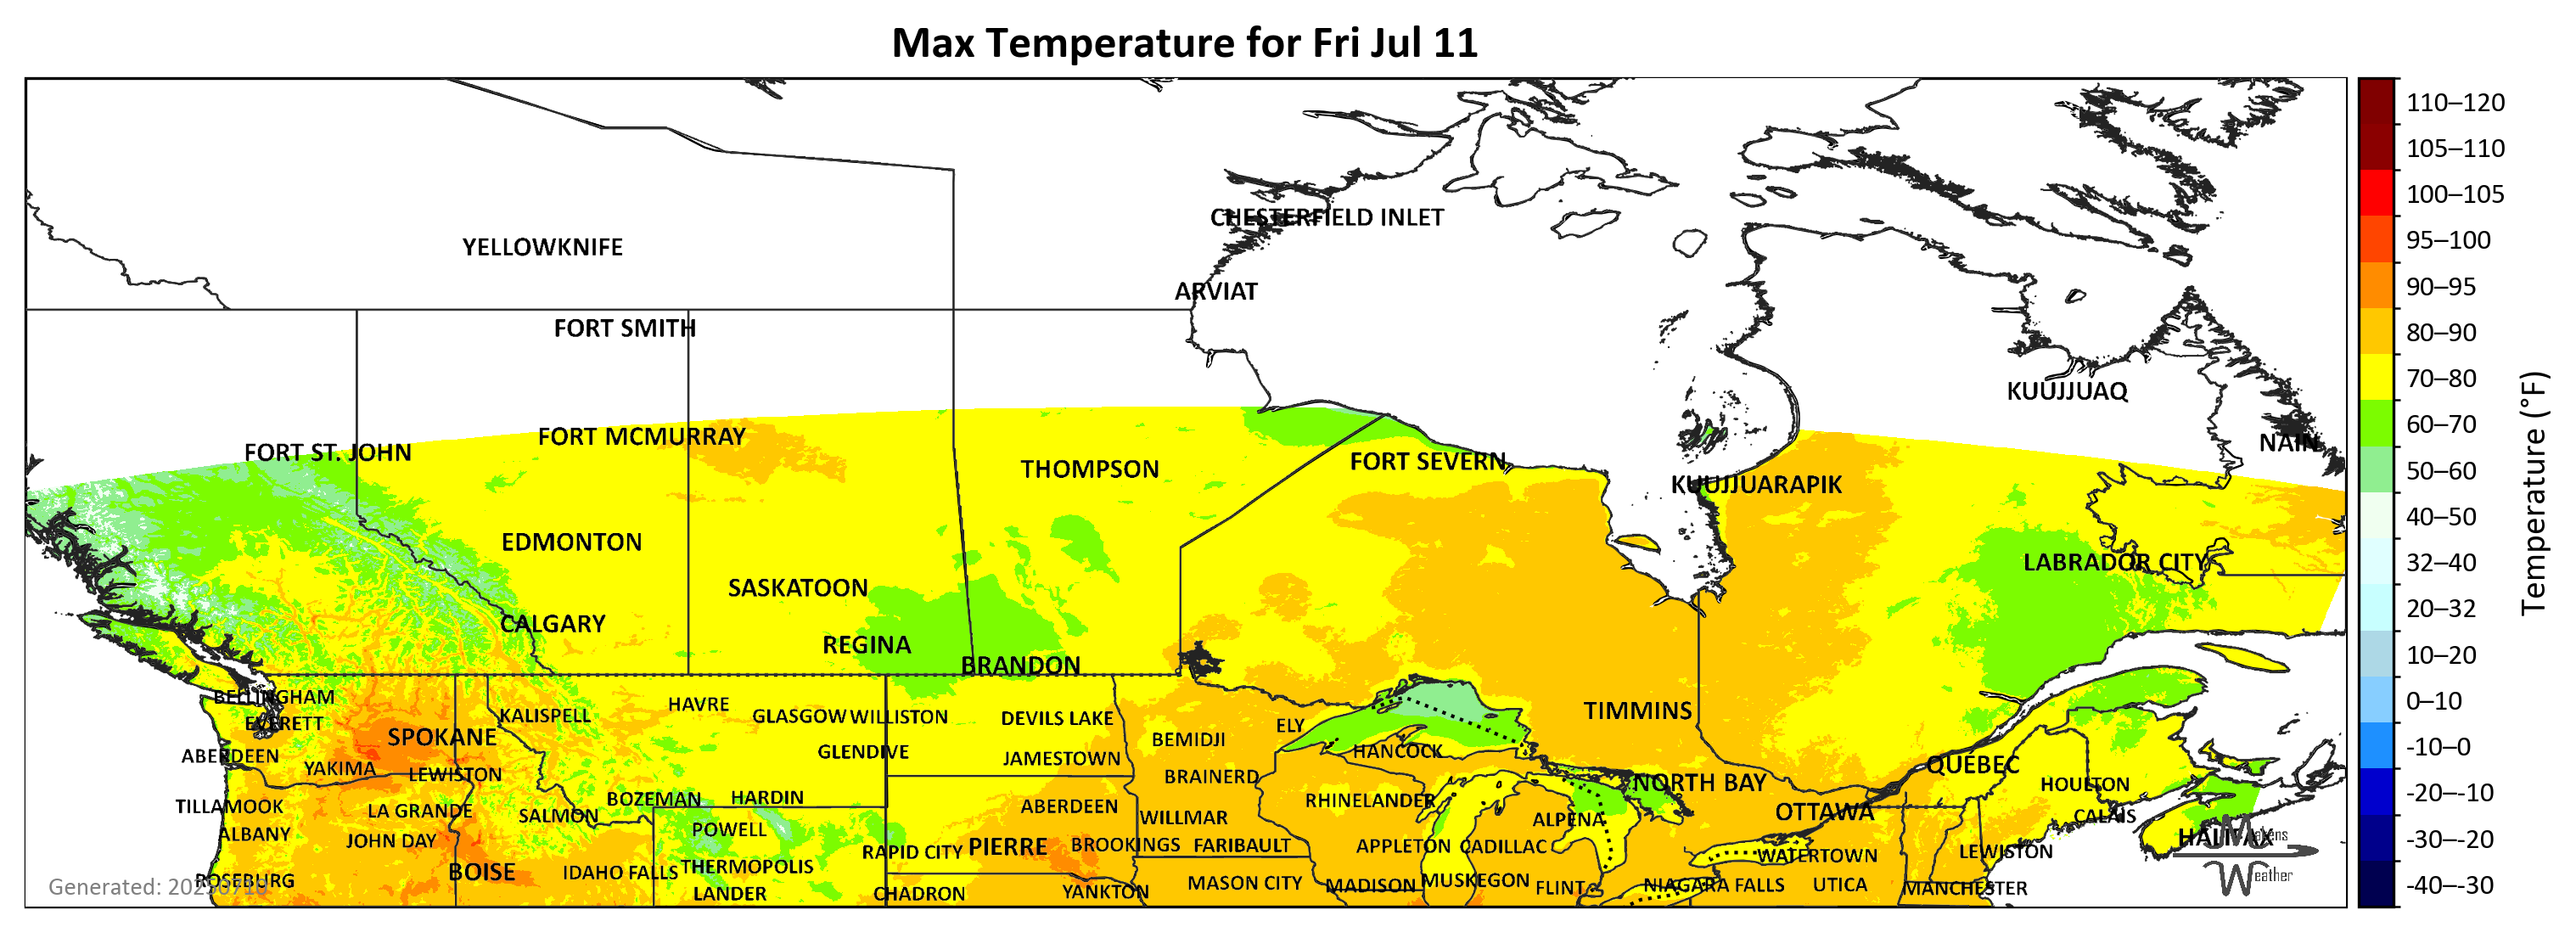 Max Temperature for Fri Jul 11
CHESTERFIELD INLET
YELLOWKNIFE
ARVIAT
FORT SMITH
KUUJJUAQ
FORT MCMURRAY
NAIN
FORT ST. JOHN
FORT SEVERN
THOMPSON
KUUJJUARAPIK
EDMONTON
LABRADOR CITY
SASKATOON
CALGARY
REGINA
BRANDON
BELLINGHAM
HAVRE
TIMMINS
KALISPELL
GLASGOW
WILLISTON
DEVILS LAKE
EVERETT
ELY
SPOKANE
BEMIDJI
ABERDEEN
GLENDIVE
JAMESTOWN
HANCOCK
QUÉBEC
YAKIMA
LEWISTON
BRAINERD
NORTH BAY
HOULTON
BOZEMAN
HARDIN
RHINELANDER
TILLAMOOK
LA GRANDE
SALMON
ABERDEEN
WILLMAR
OTTAWA
CALAIS
ALBANY
POWELL
ALPENA
HALIFAX
JOHN DAY
PIERRE
BROOKINGS
FARIBAULT
APPLETON
CADILLAC
RAPID CITY
WATERTOWN
LEWISTON
BOISE
IDAHO FALLS
THERMOPOLIS
ROSEBURG
MASON CITY
MADISON
MUSKEGON
FLINT
NIAGARA FALLS
UTICA
MANCHESTER
LANDER
CHADRON
YANKTON
Generated: 20250710
Makens
Weather
110–120
105–110
100–105
95–100
90–95
80–90
70–80
60–70
50–60
40–50
32–40
20–32
10–20
0–10
-10–0
-20–-10
-30–-20
-40–-30
Temperature (°F)